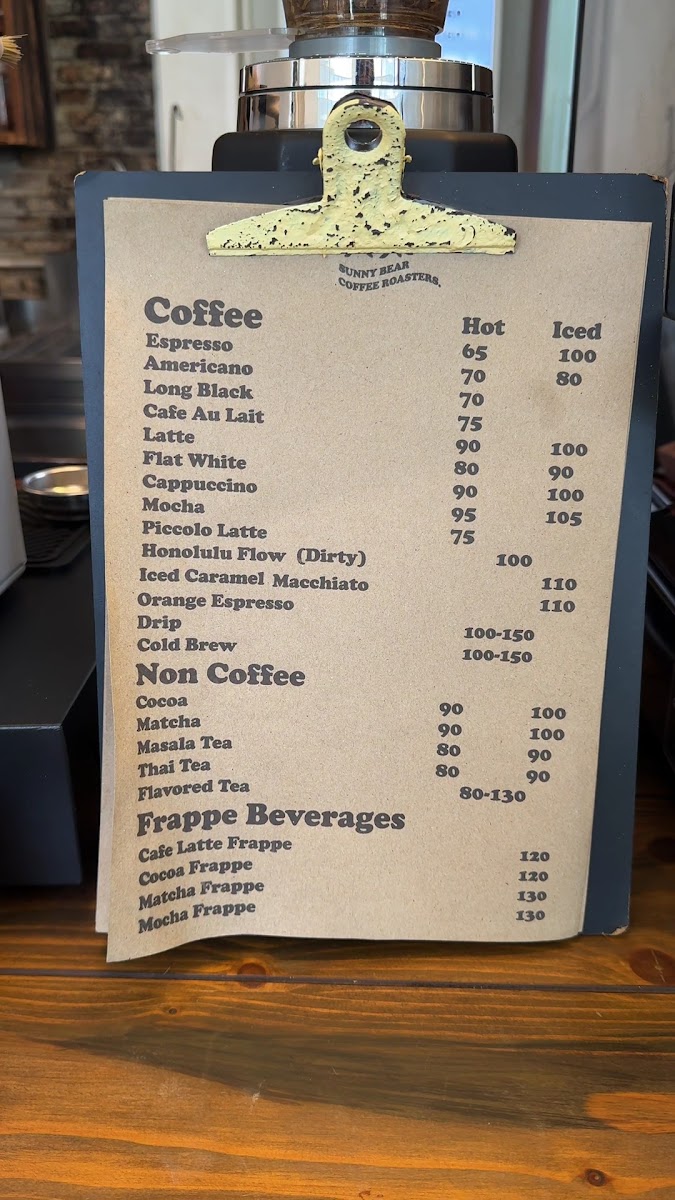 SUNNY BEAR
COFFEE ROASTERS.
Coffee Hot Iced
Espresso 65 100
Americano 70 80
Long Black 70
Cafe Au Lait 75
Latte 90 100
Flat White 80 90
Cappuccino 90 100
Mocha 95 105
Piccolo Latte 75
Honolulu Flow (Dirty) 100
Iced Caramel Macchiato 110
Orange Espresso 110
Drip 100-150
Cold Brew 100-150
Non Coffee
Cocoa 90 100
Matcha 90 100
Masala Tea 80 90
Thai Tea 80 90
Flavored Tea 80-130
Frappe Beverages
Cafe Latte Frappe 120
Cocoa Frappe 120
Matcha Frappe 130
Mocha Frappe 130